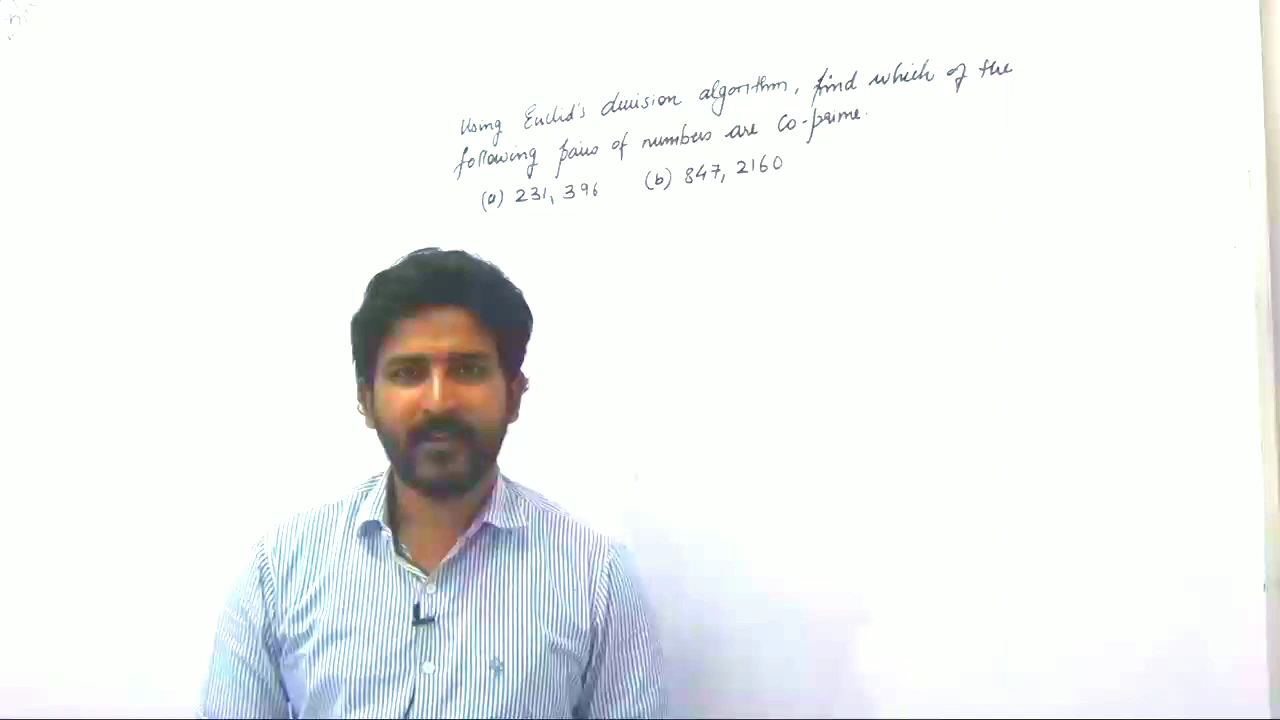 Using Euclid's division algorithm, find which of the
following pairs of numbers are co-prime.
(a) 231, 396 (b) 847, 2160